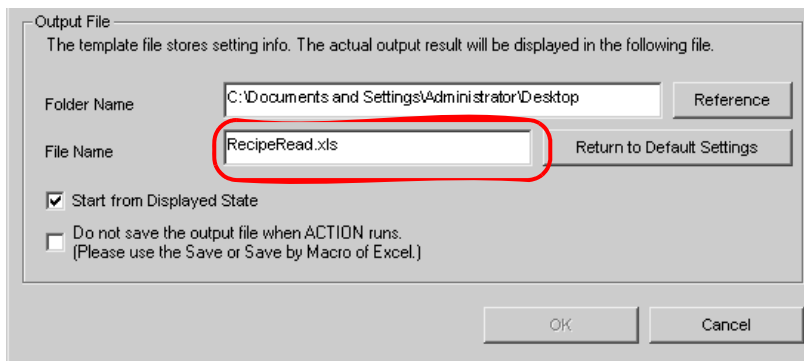 Output File
The template file stores setting info. The actual output result will be displayed in the following file.
Folder Name
C:\Documents and Settings\Administrator\Desktop
Reference
File Name
RecipeRead.xls
Return to Default Settings
Start from Displayed State
Do not save the output file when ACTION runs.
(Please use the Save or Save by Macro of Excel.)
OK
Cancel